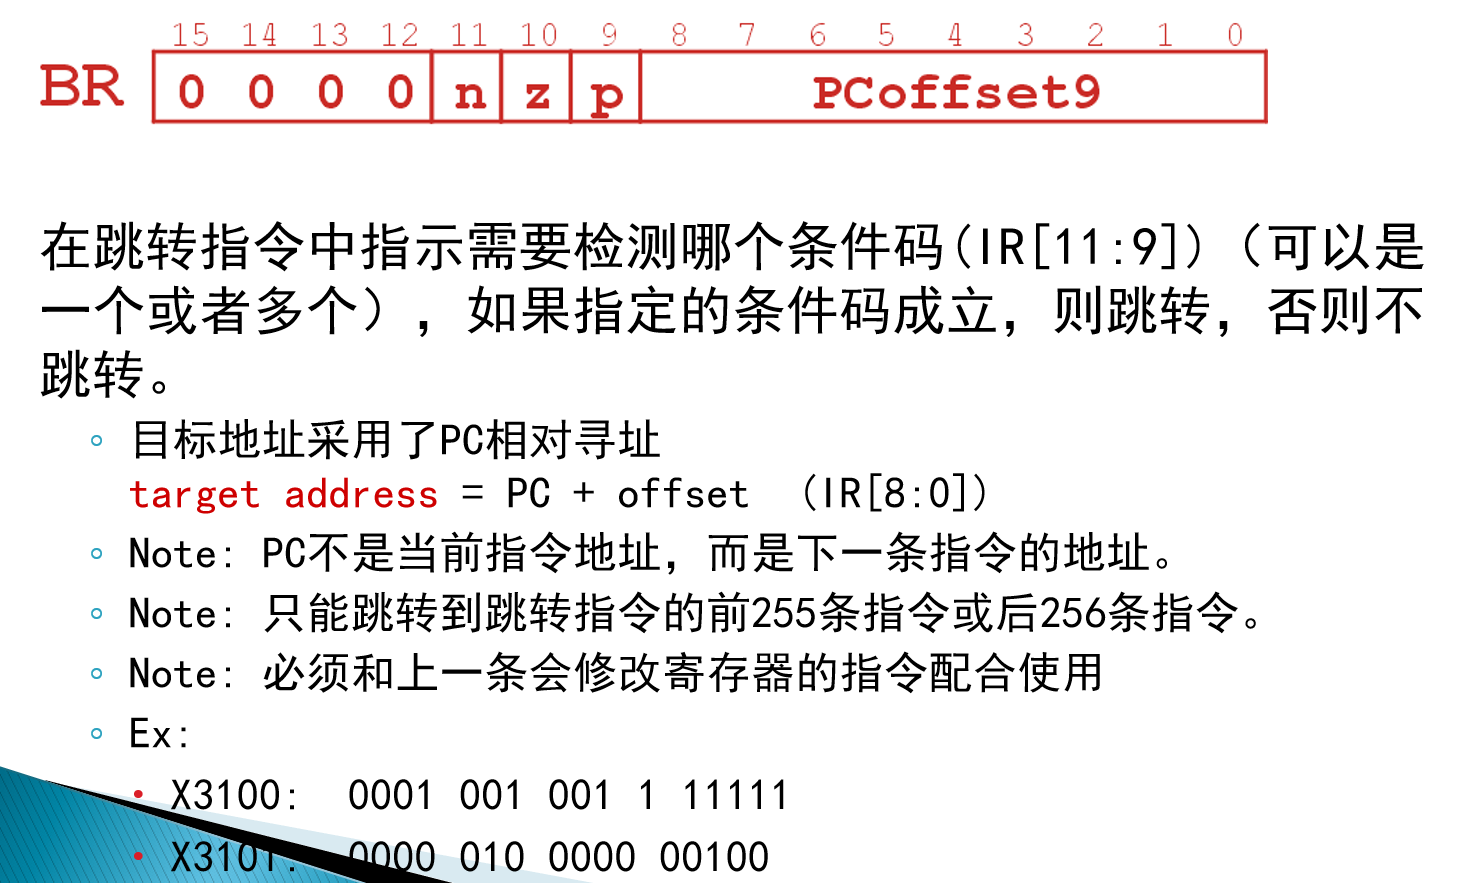 15 14 13 12 11 10 9 8 7 6 5 4 3 2 1 0
BR 0 0 0 0 n z p PCoffset9
在跳转指令中指示需要检测哪个条件码(IR[11:9])（可以是
一个或者多个），如果指定的条件码成立，则跳转，否则不
跳转。
目标地址采用了PC相对寻址
target address = PC + offset （IR[8:0]）
Note: PC不是当前指令地址，而是下一条指令的地址。
Note: 只能跳转到跳转指令的前255条指令或后256条指令。
Note: 必须和上一条会修改寄存器的指令配合使用
Ex:
X3100: 0001 001 001 1 11111
X3101: 0000 010 0000 00100